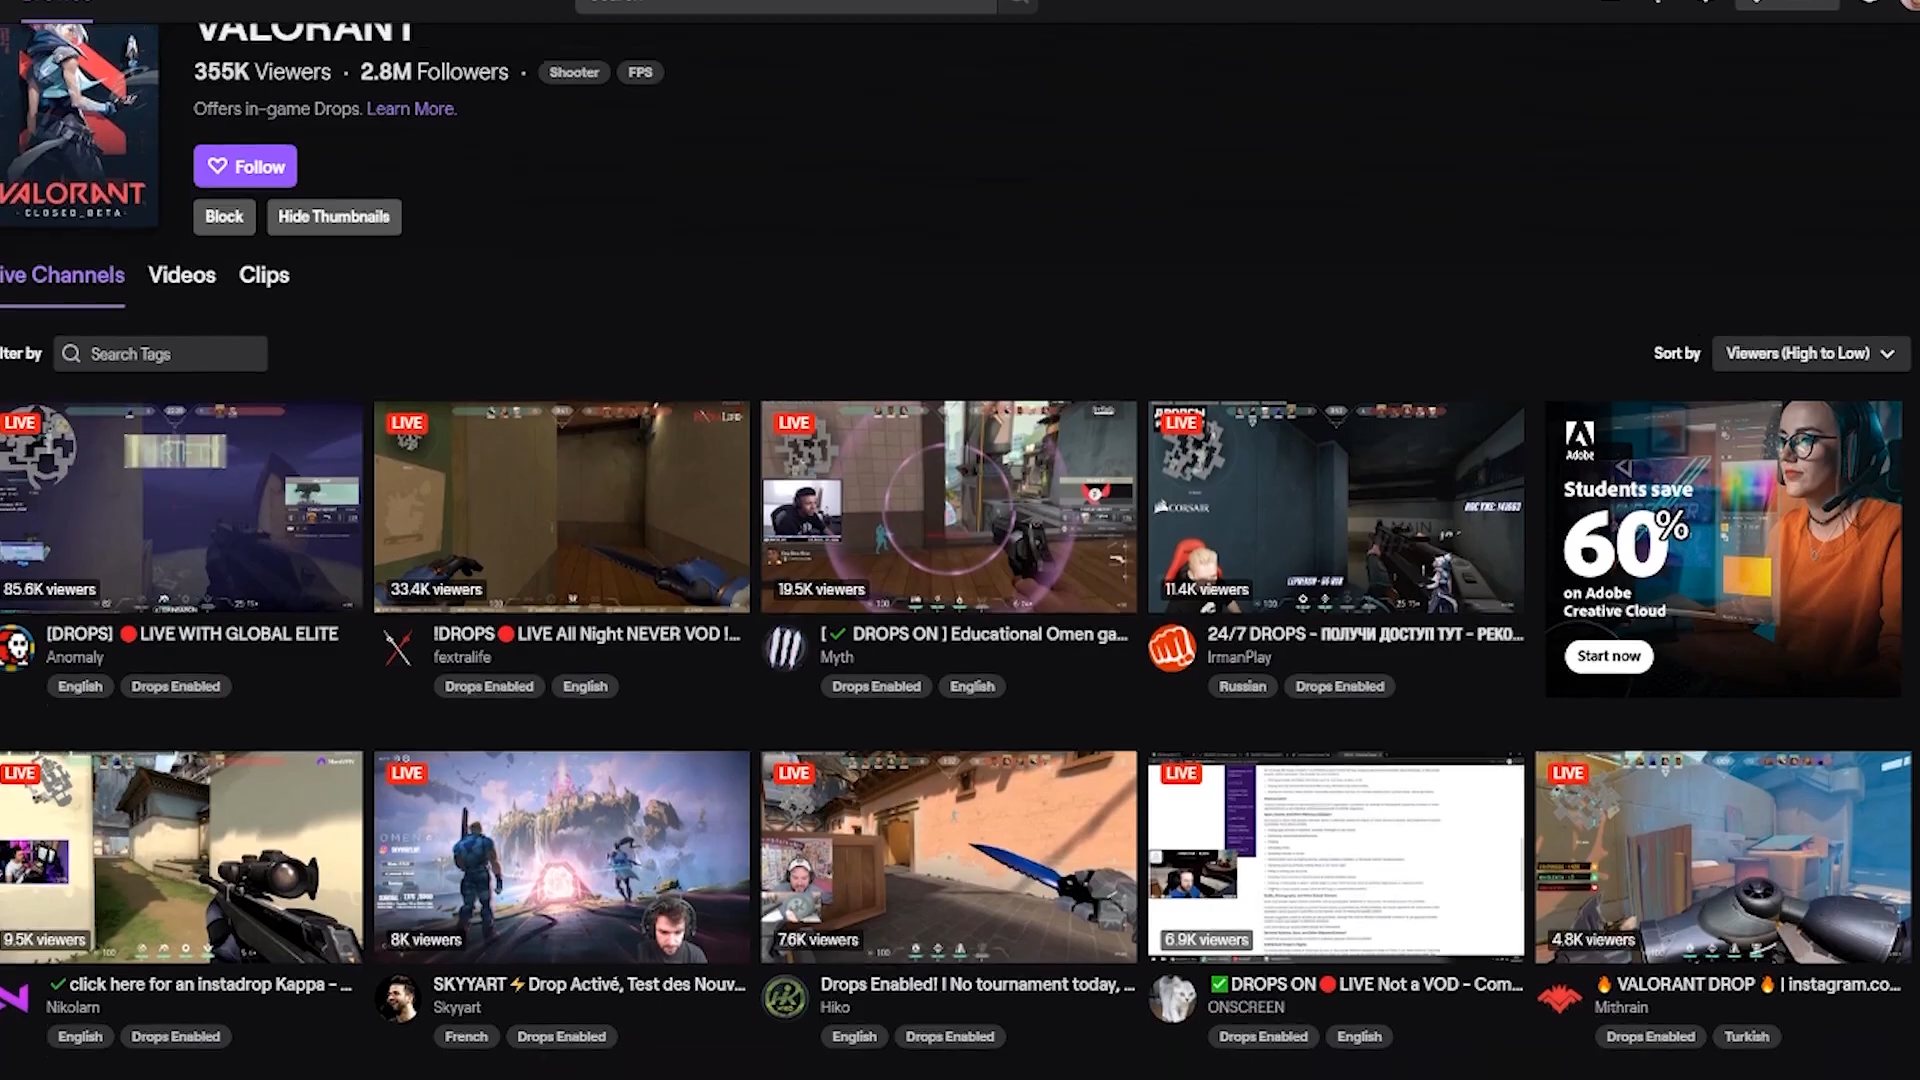 VALORANT
355K Viewers · 2.8M Followers · Shooter FPS
Offers in-game Drops. Learn More.
Follow
VALORANT
CLOSED_BETA
Block Hide Thumbnails
ive Channels Videos Clips
lter by Search Tags
Sort by Viewers (High to Low)
LIVE
85.6K viewers
[DROPS] 🔴LIVE WITH GLOBAL ELITE
Anomaly
English Drops Enabled
LIVE
33.4K viewers
!DROPS🔴LIVE All Night NEVER VOD !...
fextralife
Drops Enabled English
LIVE
19.5K viewers
[ ✓ DROPS ON ] Educational Omen ga...
Myth
Drops Enabled English
LIVE
CORSAIR
11.4K viewers
24/7 DROPS - ПОЛУЧИ ДОСТУП ТУТ - РЕКО...
IrmanPlay
Russian Drops Enabled
Adobe
Students save
60%
on Adobe
Creative Cloud
Start now
LIVE
9.5K viewers
✓ click here for an instadrop Kappa - ...
Nikolarn
English Drops Enabled
LIVE
OMEN
8K viewers
SKYYART⚡Drop Activé, Test des Nouv...
Skyyart
French Drops Enabled
LIVE
7.6K viewers
Drops Enabled! I No tournament today, ...
Hiko
English Drops Enabled
LIVE
6.9K viewers
✅DROPS ON🔴LIVE Not a VOD - Com...
ONSCREEN
Drops Enabled English
LIVE
4.8K viewers
🔥 VALORANT DROP 🔥 | instagram.co...
Mithrain
Drops Enabled Turkish